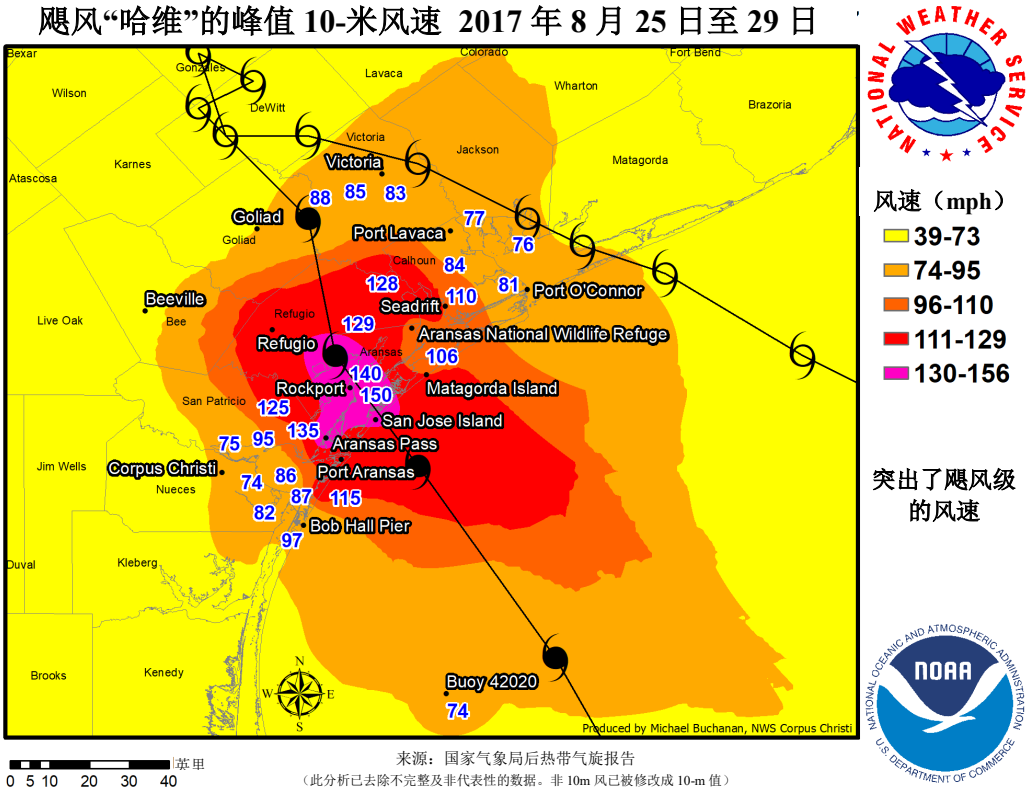 飓风“哈维”的峰值 10-米风速 2017 年 8 月 25 日至 29 日
NATIONAL WEATHER SERVICE
Bexar
Gonzales
Colorado
Fort Bend
Wilson
Lavaca
Wharton
DeWitt
Brazoria
Victoria
Karnes
Victoria
Jackson
Matagorda
Atascosa
88
85
83
Goliad
77
Port Lavaca
Goliad
76
Calhoun
84
128
81
Port O'Connor
Seadrift
110
Beeville
Bee
Live Oak
Refugio
129
Aransas National Wildlife Refuge
Refugio
Aransas
106
140
Rockport
150
Matagorda Island
San Patricio
125
San Jose Island
135
75
95
Aransas Pass
Jim Wells
Corpus Christi
86
Port Aransas
74
Nueces
87
115
82
Bob Hall Pier
97
Duval
Kleberg
Brooks
Kenedy
N
W
E
S
Buoy 42020
74
Produced by Michael Buchanan, NWS Corpus Christi
风速（mph）
39-73
74-95
96-110
111-129
130-156
突出了飓风级
的风速
NATIONAL OCEANIC AND ATMOSPHERIC ADMINISTRATION
NOAA
U.S. DEPARTMENT OF COMMERCE
英里
0 5 10 20 30 40
来源：国家气象局后热带气旋报告
（此分析已去除不完整及非代表性的数据。非 10m 风已被修改成 10-m 值）